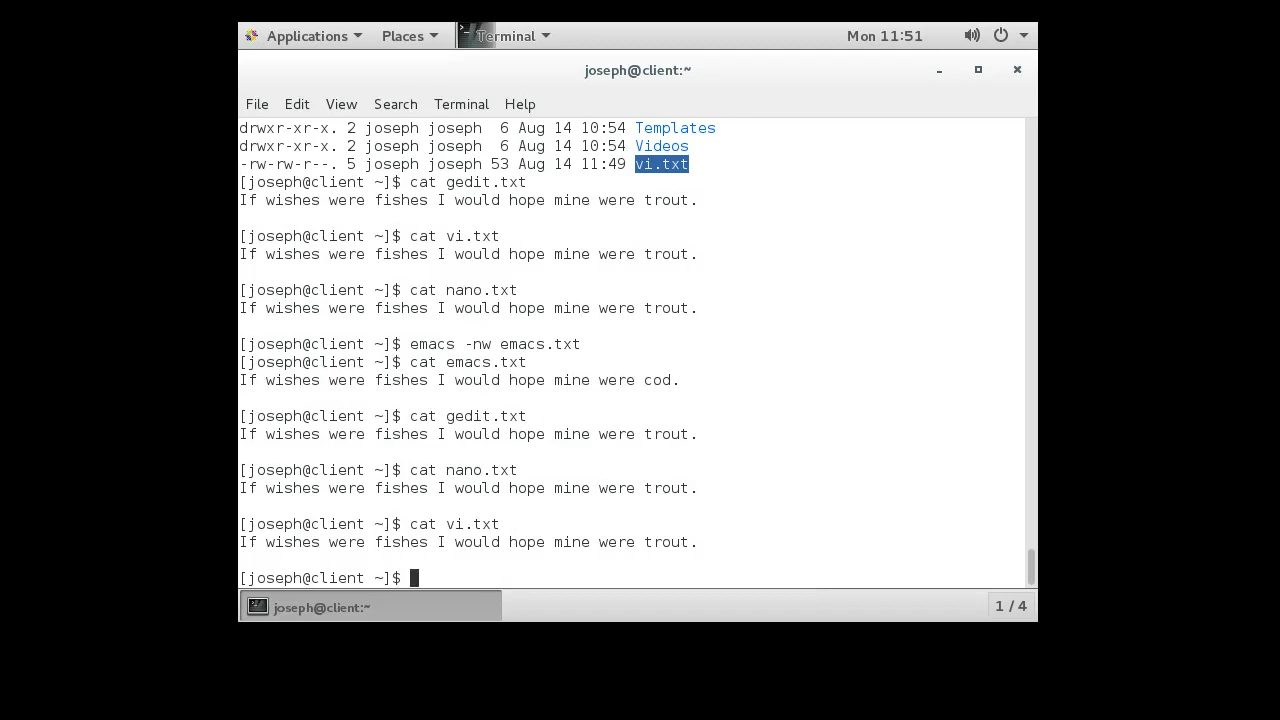 Applications Places Terminal Mon 11:51
joseph@client:~
File Edit View Search Terminal Help
drwxr-xr-x. 2 joseph joseph  6 Aug 14 10:54 Templates
drwxr-xr-x. 2 joseph joseph  6 Aug 14 10:54 Videos
-rw-rw-r--. 5 joseph joseph 53 Aug 14 11:49 vi.txt
[joseph@client ~]$ cat gedit.txt
If wishes were fishes I would hope mine were trout.
[joseph@client ~]$ cat vi.txt
If wishes were fishes I would hope mine were trout.
[joseph@client ~]$ cat nano.txt
If wishes were fishes I would hope mine were trout.
[joseph@client ~]$ emacs -nw emacs.txt
[joseph@client ~]$ cat emacs.txt
If wishes were fishes I would hope mine were cod.
[joseph@client ~]$ cat gedit.txt
If wishes were fishes I would hope mine were trout.
[joseph@client ~]$ cat nano.txt
If wishes were fishes I would hope mine were trout.
[joseph@client ~]$ cat vi.txt
If wishes were fishes I would hope mine were trout.
[joseph@client ~]$
joseph@client:~ 1 / 4